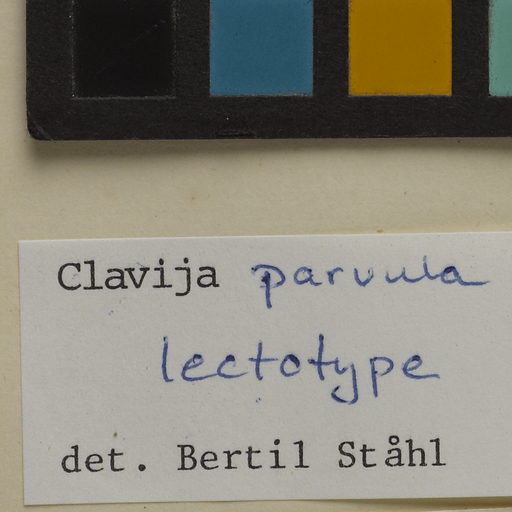 Clavija parvula
lectotype
det. Bertil Ståhl